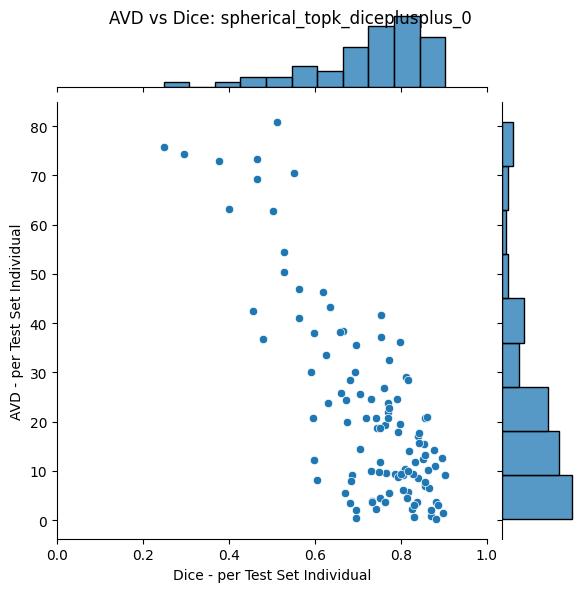 AVD vs Dice: spherical_topk_diceplusplus_0
80
70
60
50
40
30
20
10
0
AVD - per Test Set Individual
0.0 0.2 0.4 0.6 0.8 1.0
Dice - per Test Set Individual